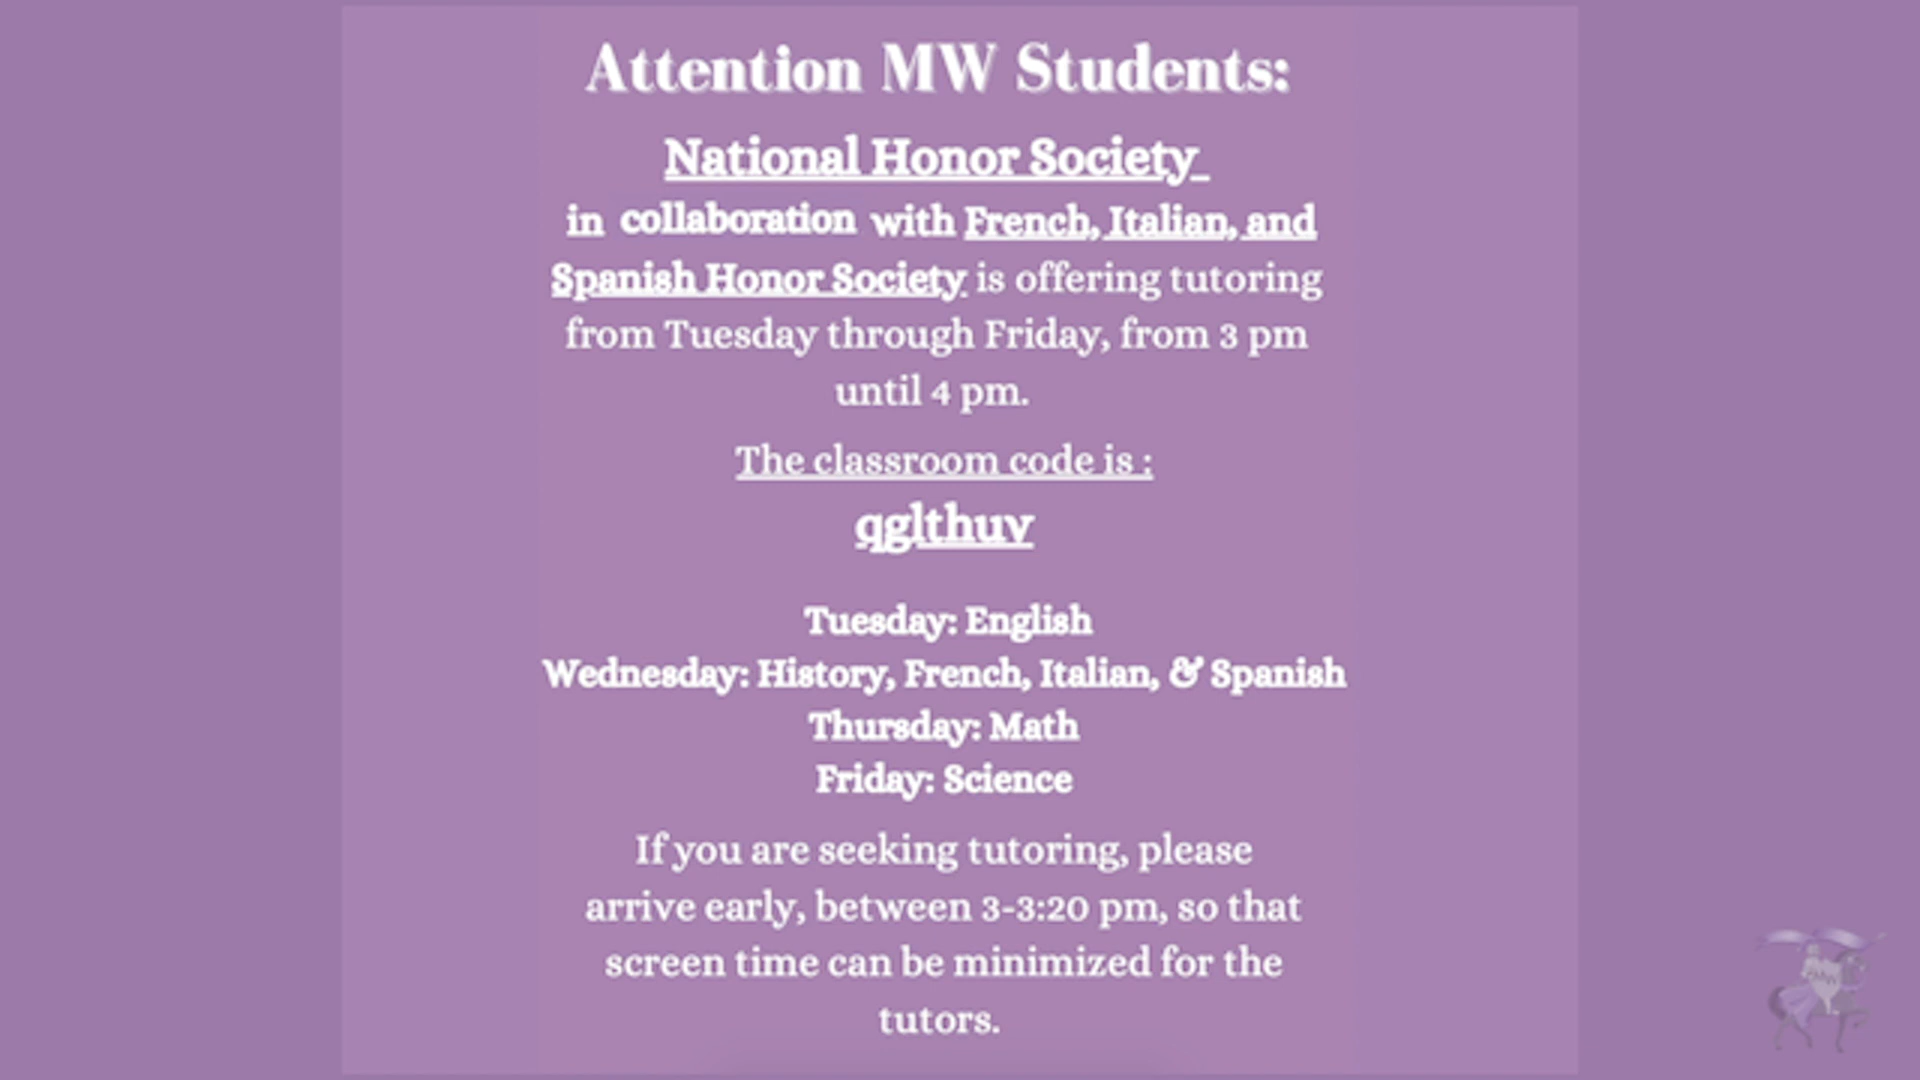 Attention MW Students:
National Honor Society
in collaboration with French, Italian, and
Spanish Honor Society is offering tutoring
from Tuesday through Friday, from 3 pm
until 4 pm.
The classroom code is :
qglthuv
Tuesday: English
Wednesday: History, French, Italian, & Spanish
Thursday: Math
Friday: Science
If you are seeking tutoring, please
arrive early, between 3-3:20 pm, so that
screen time can be minimized for the
tutors.